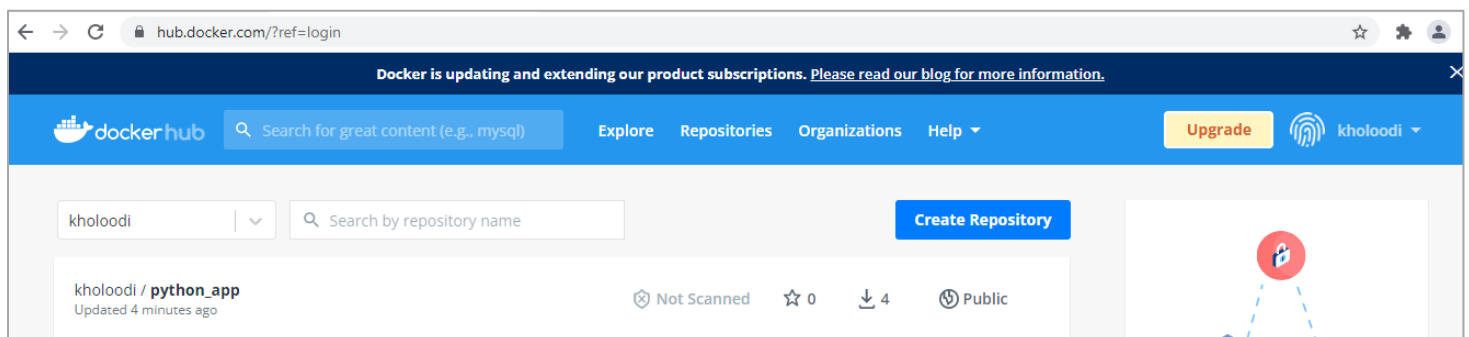 hub.docker.com/?ref=login
Docker is updating and extending our product subscriptions. Please read our blog for more information.
dockerhub Search for great content (e.g., mysql) Explore Repositories Organizations Help Upgrade kholoodi
kholoodi Search by repository name Create Repository
kholoodi / python_app Not Scanned 0 4 Public
Updated 4 minutes ago